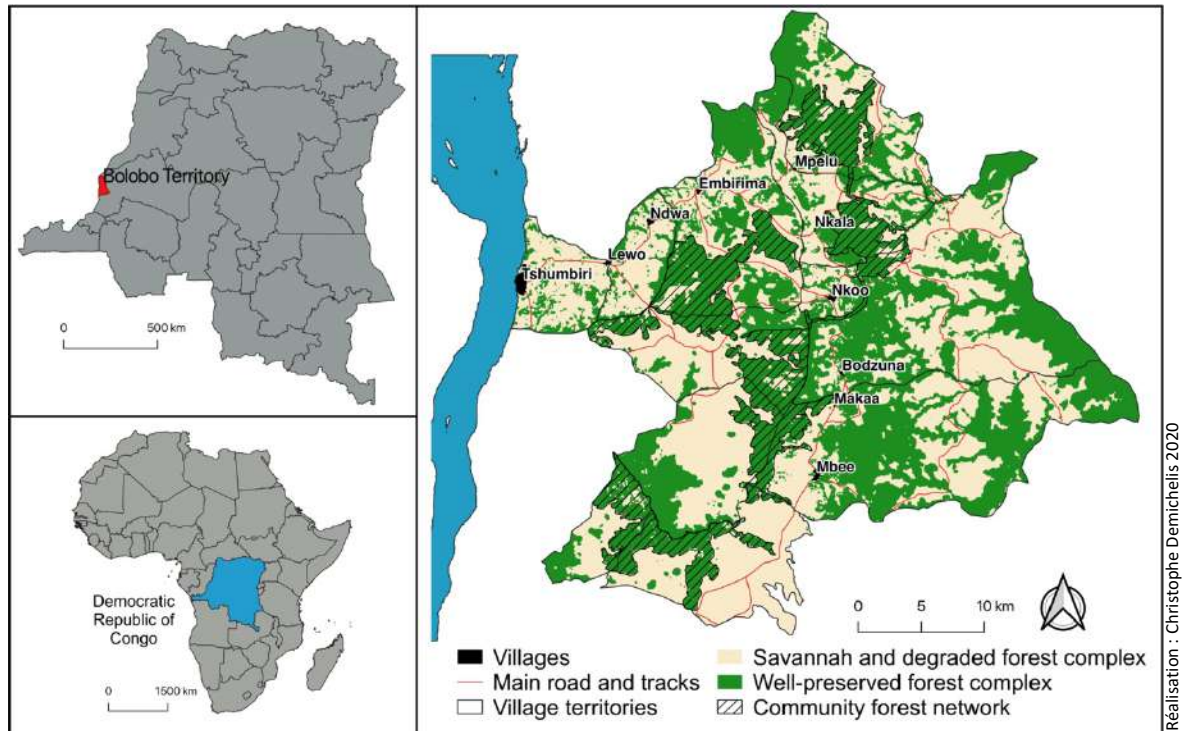 Bolobo Territory
0 500 km
Democratic
Republic of
Congo
0 1500 km
Mpelu
Embirima
Ndwa
Nkala
Lewo
Tshumbiri
Nkoo
Bodzuna
Makaa
Mbee
0 5 10 km
Villages
Main road and tracks
Village territories
Savannah and degraded forest complex
Well-preserved forest complex
Community forest network
Réalisation : Christophe Demichelis 2020